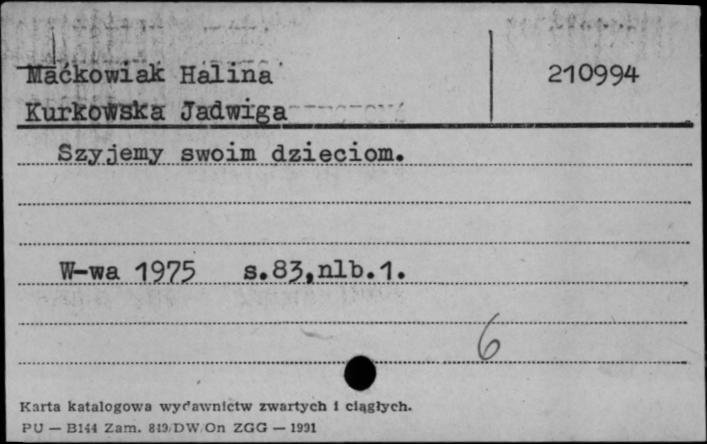 Maćkowiak Halina 210994
Kurkowska Jadwiga
Szyjemy swoim dzieciom.
W-wa 1975 s.83,nlb.1.
6
Karta katalogowa wydawnictw zwartych i ciągłych.
PU — B144 Zam. 819/DW/On ZGG — 1991